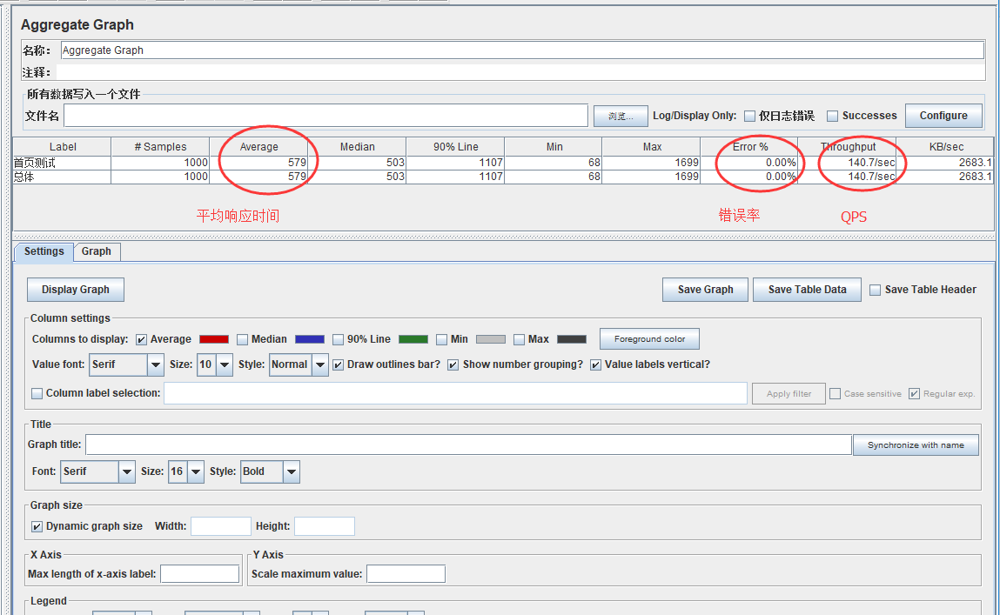 Aggregate Graph
名称： Aggregate Graph
注释：
所有数据写入一个文件
文件名 浏览... Log/Display Only: 仅日志错误 Successes Configure
Label # Samples Average Median 90% Line Min Max Error % Throughput KB/sec
首页测试 1000 579 503 1107 68 1699 0.00% 140.7/sec 2683.1
总体 1000 579 503 1107 68 1699 0.00% 140.7/sec 2683.1
平均响应时间 错误率 QPS
Settings Graph
Display Graph Save Graph Save Table Data Save Table Header
Column settings
Columns to display: Average Median 90% Line Min Max Foreground color
Value font: Serif Size: 10 Style: Normal Draw outlines bar? Show number grouping? Value labels vertical?
Column label selection: Apply filter Case sensitive Regular exp.
Title
Graph title: Synchronize with name
Font: Serif Size: 16 Style: Bold
Graph size
Dynamic graph size Width: Height:
X Axis Y Axis
Max length of x-axis label: Scale maximum value:
Legend